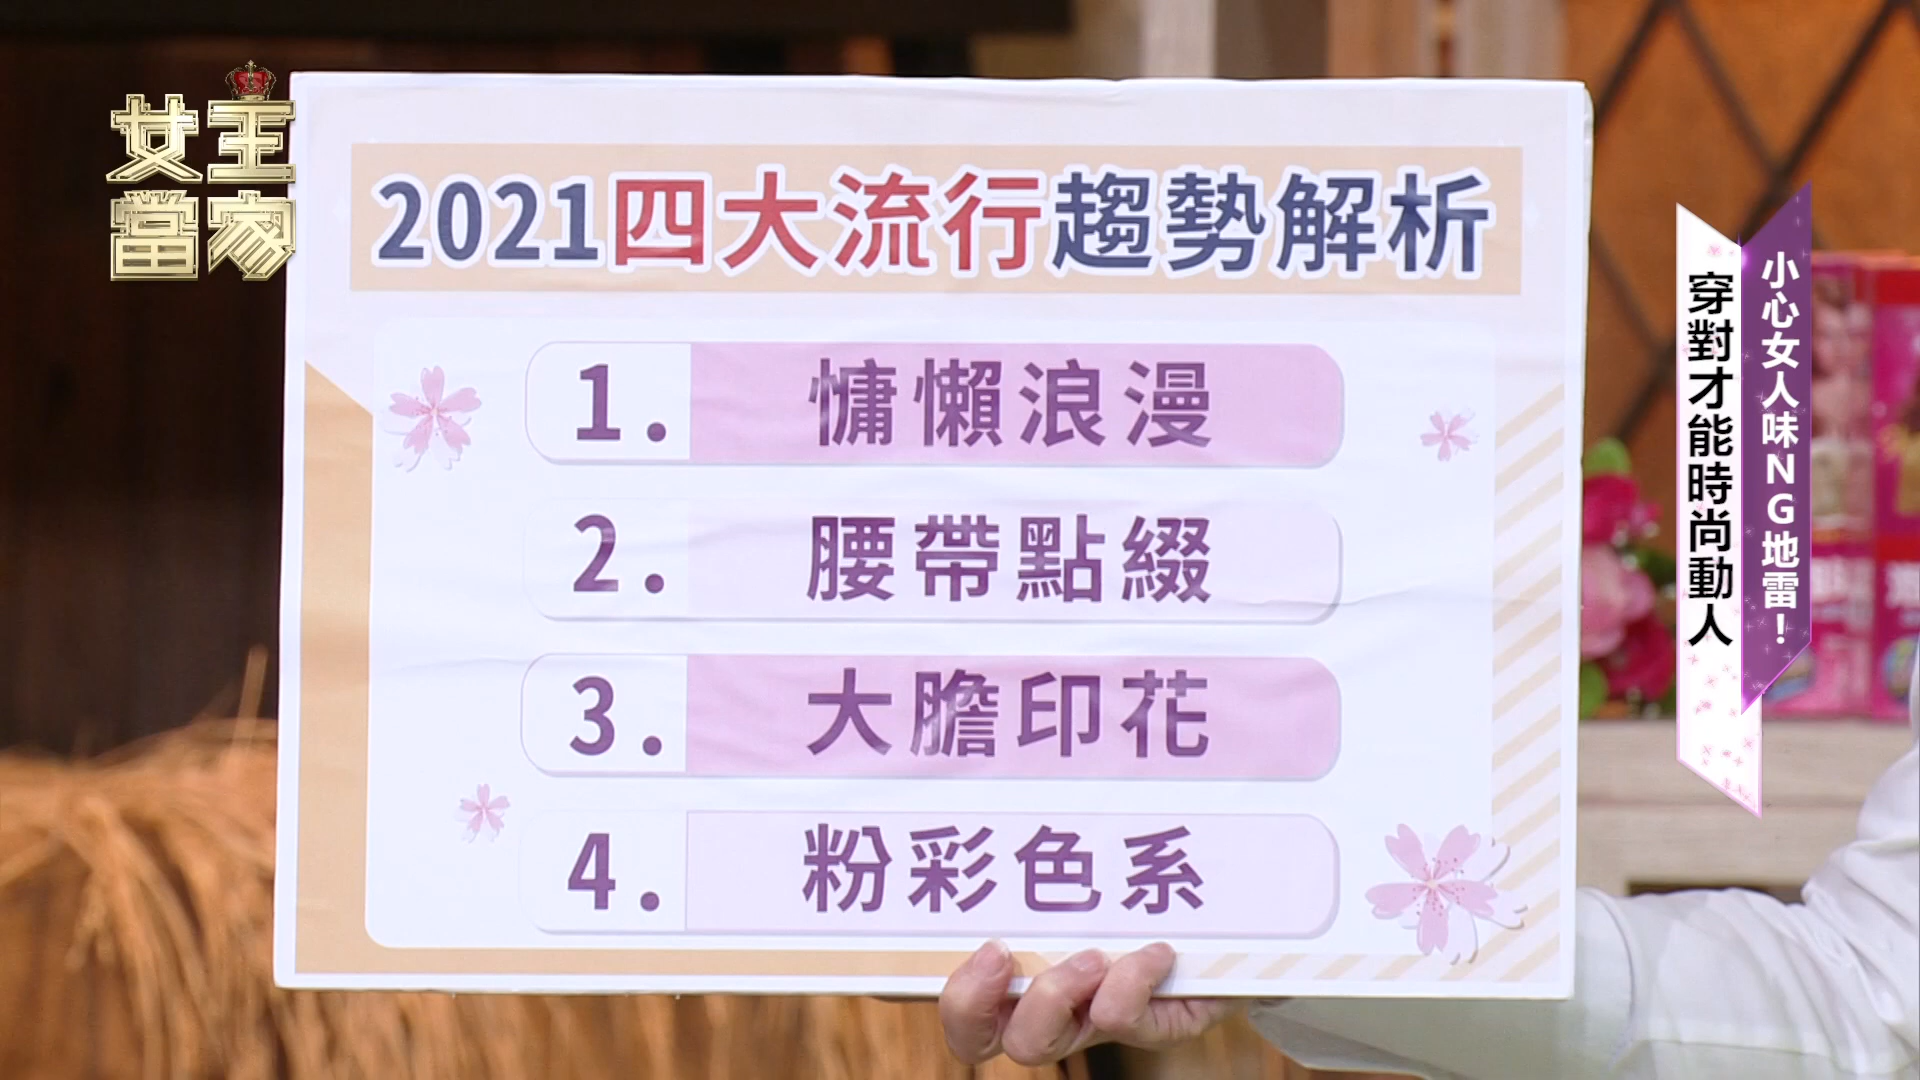 女王
當家
2021四大流行趨勢解析
1. 慵懶浪漫
2. 腰帶點綴
3. 大膽印花
4. 粉彩色系
小心女人味NG地雷！
穿對才能時尚動人